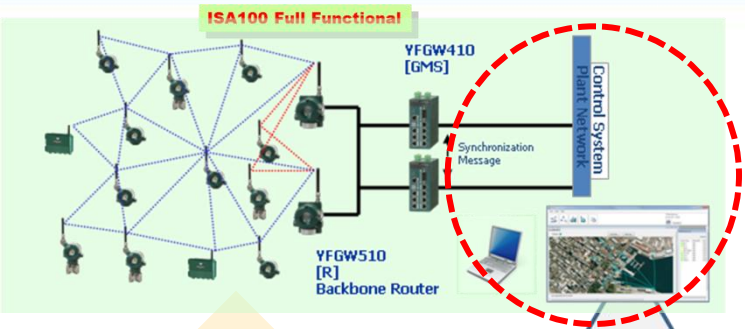 ISA100 Full Functional
YFGW410
[GMS]
Control System
Plant Network
Synchronization
Message
YFGW510
[R]
Backbone Router